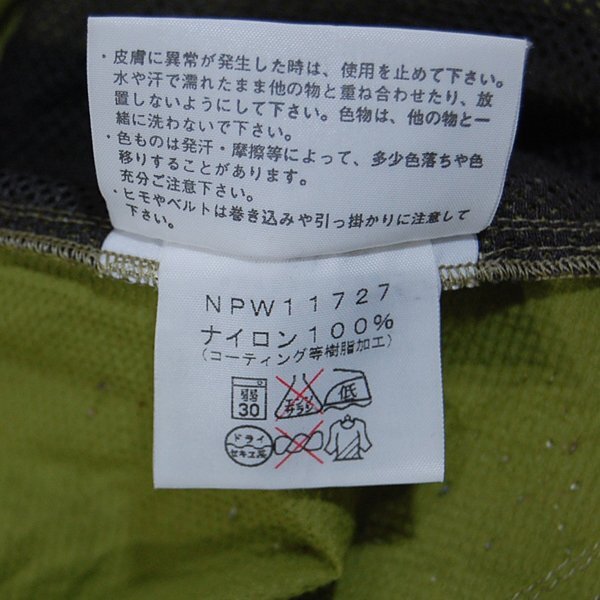 ・皮膚に異常が発生した時は、使用を止めて下さい。
水や汗で濡れたまま他の物と重ね合わせたり、放
置しないようにして下さい。色物は、他の物と一
緒に洗わないで下さい。
・色ものは発汗・摩擦等によって、多少色落ちや色
移りすることがあります。
充分ご注意下さい。
・ヒモやベルトは巻き込みや引っ掛かりに注意して
下さい。
NPW11727
ナイロン100%
(コーティング等樹脂加工)
弱 30
エンソサラシ
低
ドライ
セキユ系